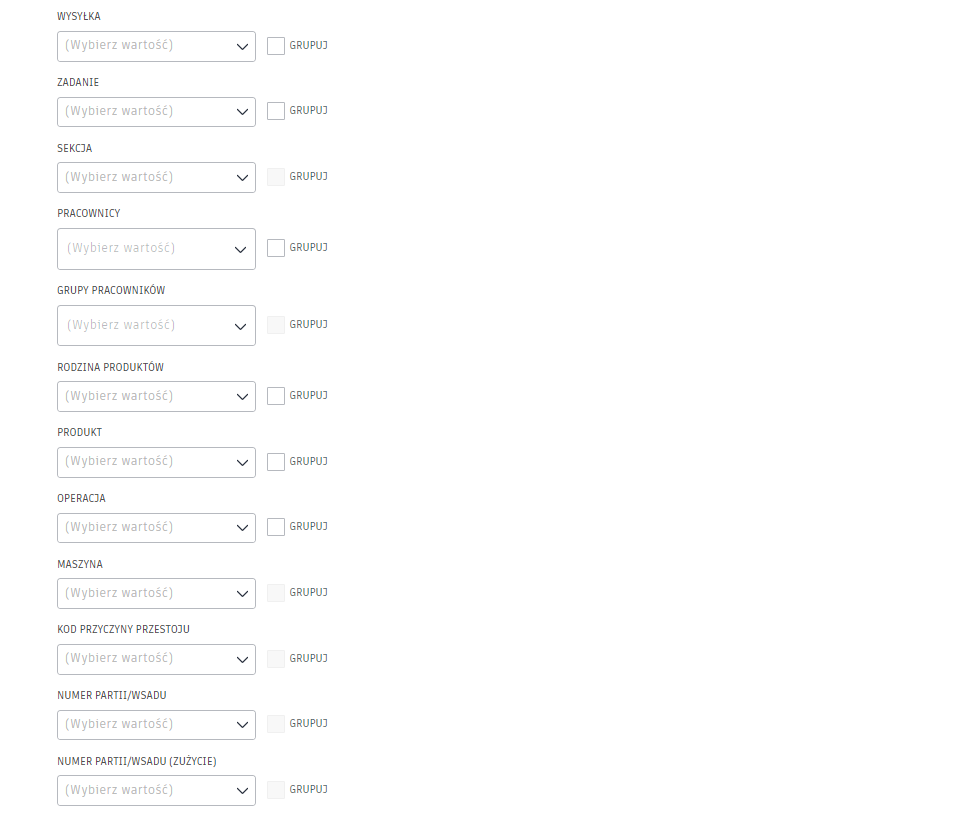 WYSYŁKA
(Wybierz wartość) GRUPUJ
ZADANIE
(Wybierz wartość) GRUPUJ
SEKCJA
(Wybierz wartość) GRUPUJ
PRACOWNICY
(Wybierz wartość) GRUPUJ
GRUPY PRACOWNIKÓW
(Wybierz wartość) GRUPUJ
RODZINA PRODUKTÓW
(Wybierz wartość) GRUPUJ
PRODUKT
(Wybierz wartość) GRUPUJ
OPERACJA
(Wybierz wartość) GRUPUJ
MASZYNA
(Wybierz wartość) GRUPUJ
KOD PRZYCZYNY PRZESTOJU
(Wybierz wartość) GRUPUJ
NUMER PARTII/WSADU
(Wybierz wartość) GRUPUJ
NUMER PARTII/WSADU (ZUŻYCIE)
(Wybierz wartość) GRUPUJ